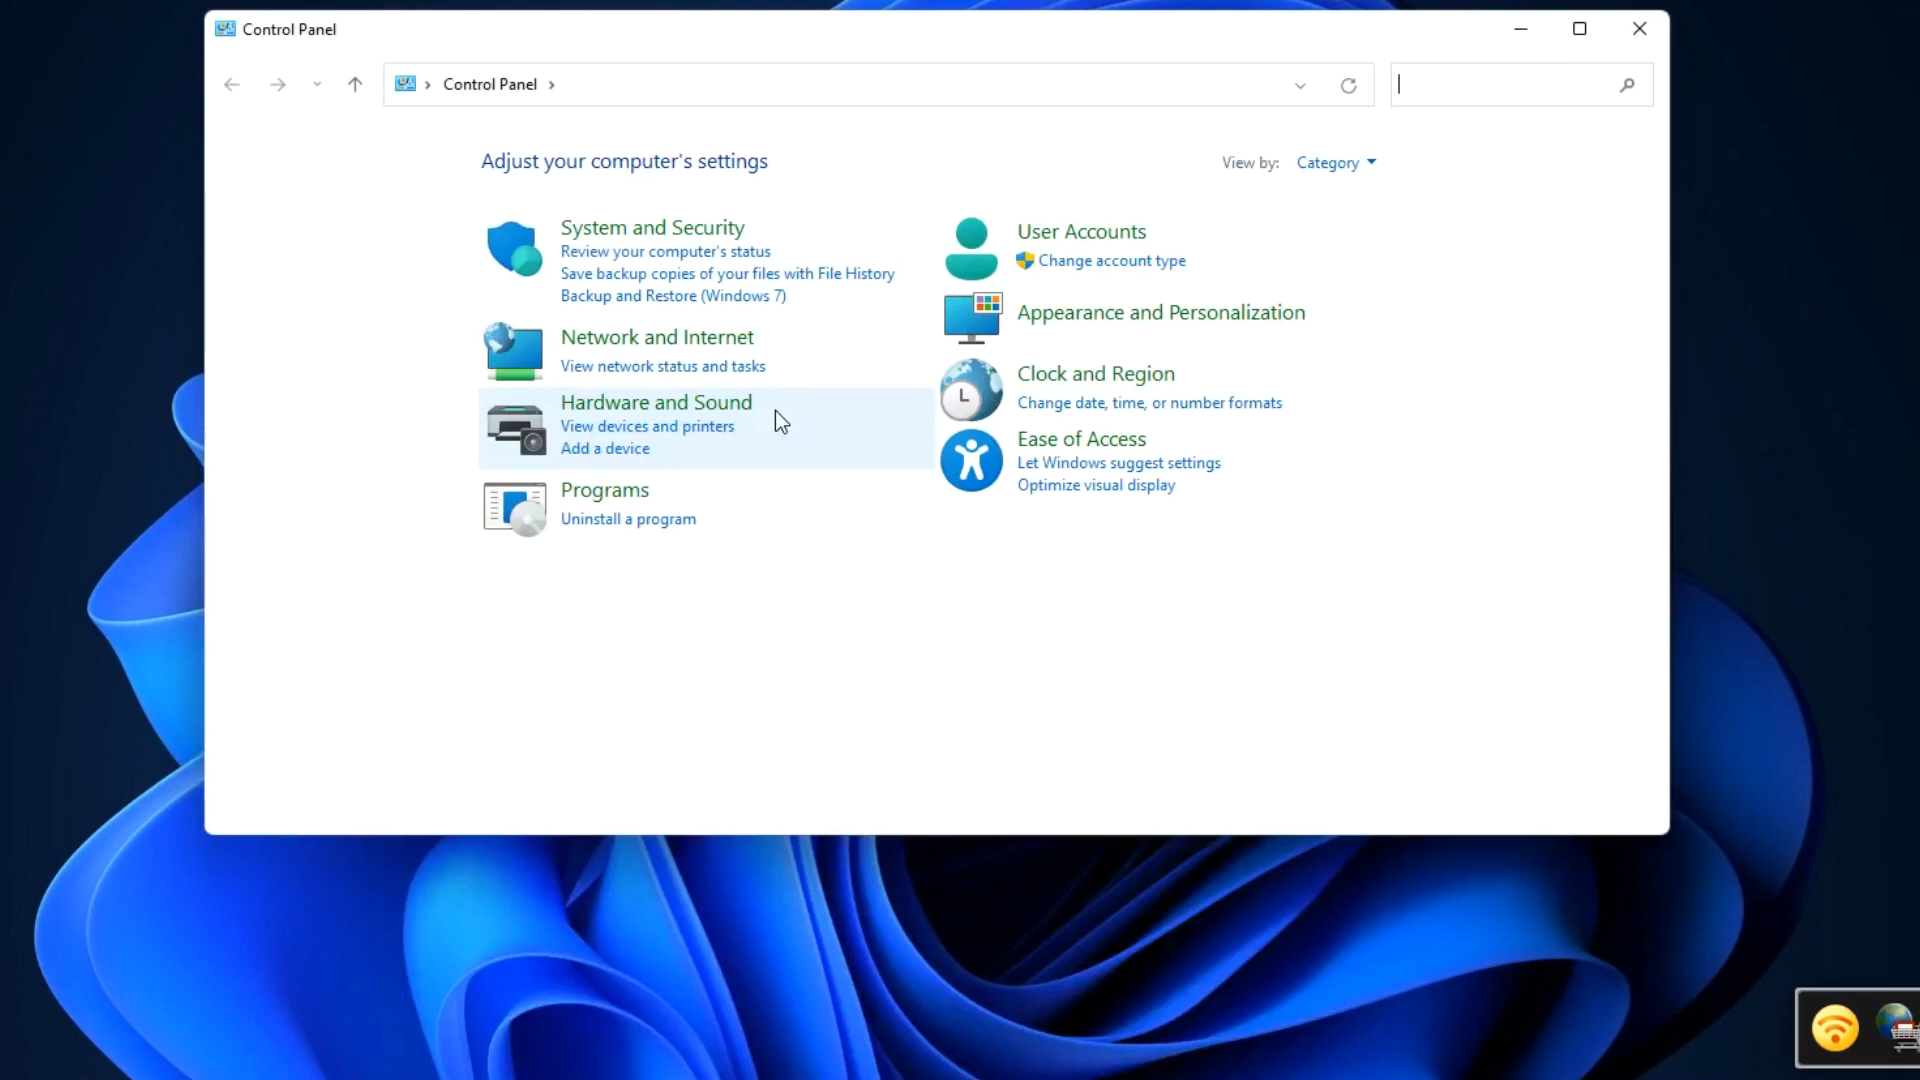 Control Panel
Control Panel
Adjust your computer's settings
View by: Category
System and Security
Review your computer's status
Save backup copies of your files with File History
Backup and Restore (Windows 7)
Network and Internet
View network status and tasks
Hardware and Sound
View devices and printers
Add a device
Programs
Uninstall a program
User Accounts
Change account type
Appearance and Personalization
Clock and Region
Change date, time, or number formats
Ease of Access
Let Windows suggest settings
Optimize visual display